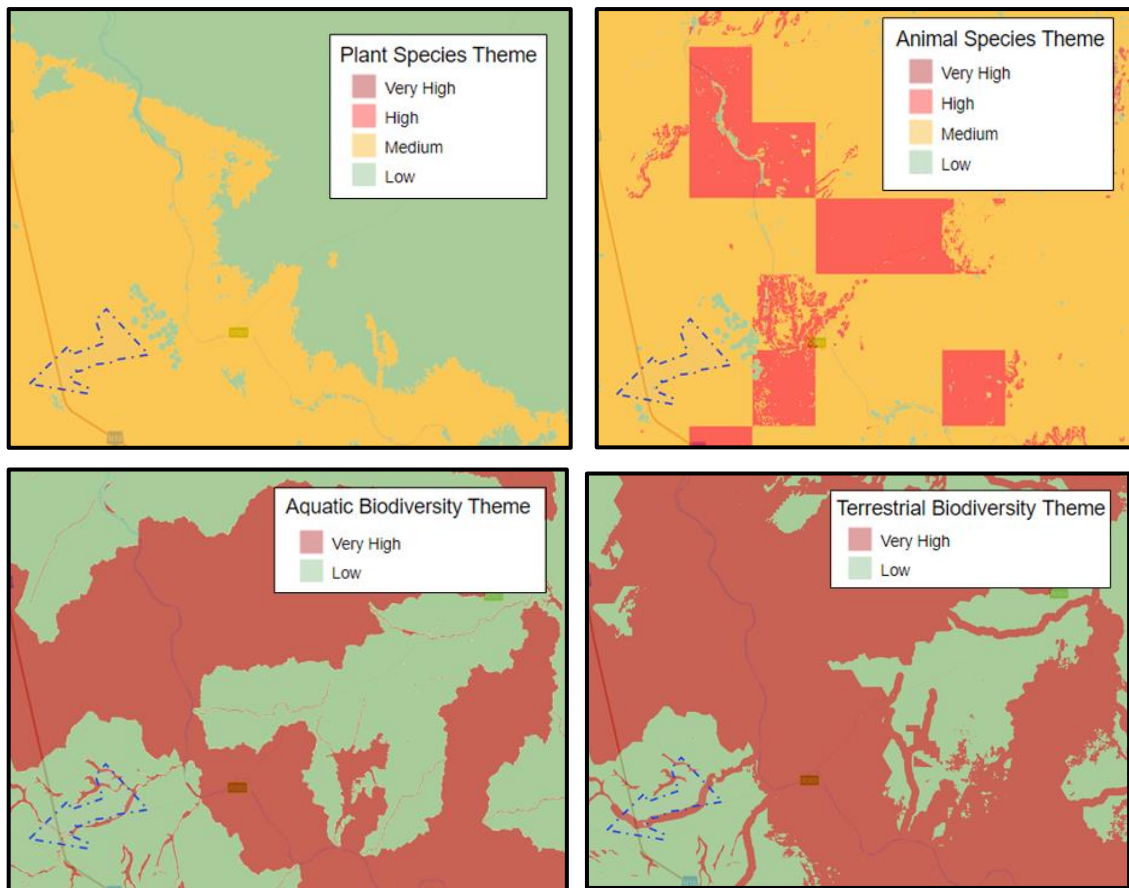 Plant Species Theme
Very High
High
Medium
Low
Animal Species Theme
Very High
High
Medium
Low
Aquatic Biodiversity Theme
Very High
Low
Terrestrial Biodiversity Theme
Very High
Low